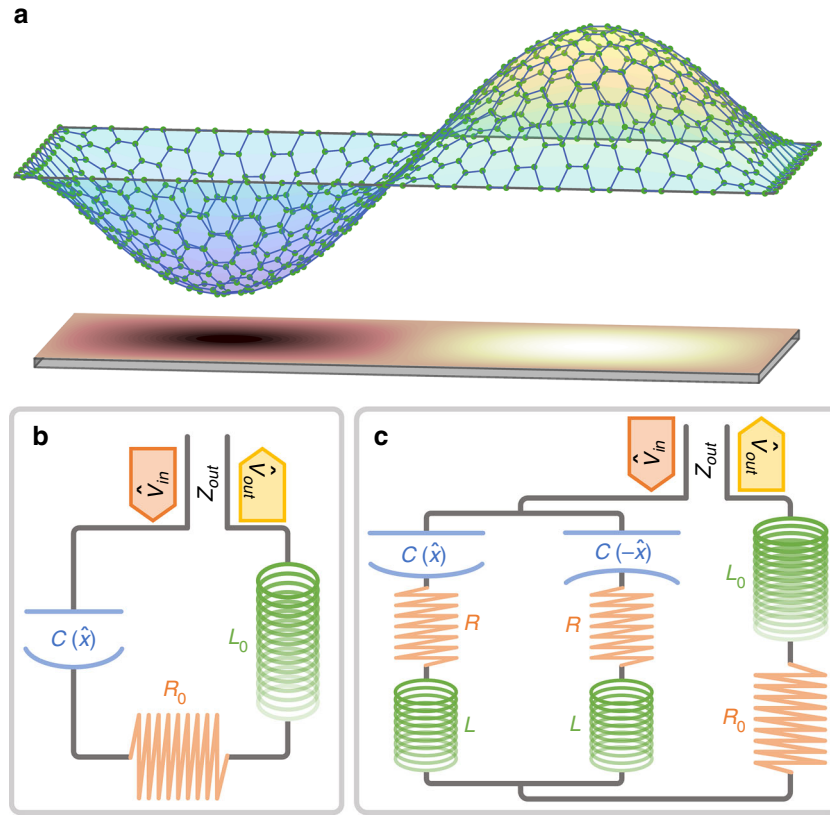 a
b
V̂in
Zout
V̂out
C (x̂)
L0
R0
c
V̂in
Zout
V̂out
C (x̂)
C (−x̂)
L0
R
R
L
L
R0